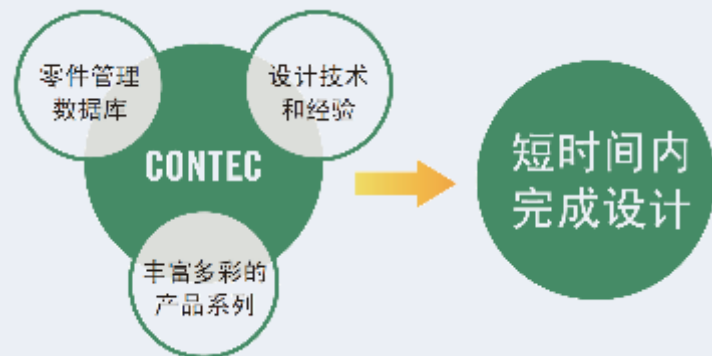 零件管理
数据库
设计技术
和经验
CONTEC
丰富多彩的
产品系列
短时间内
完成设计